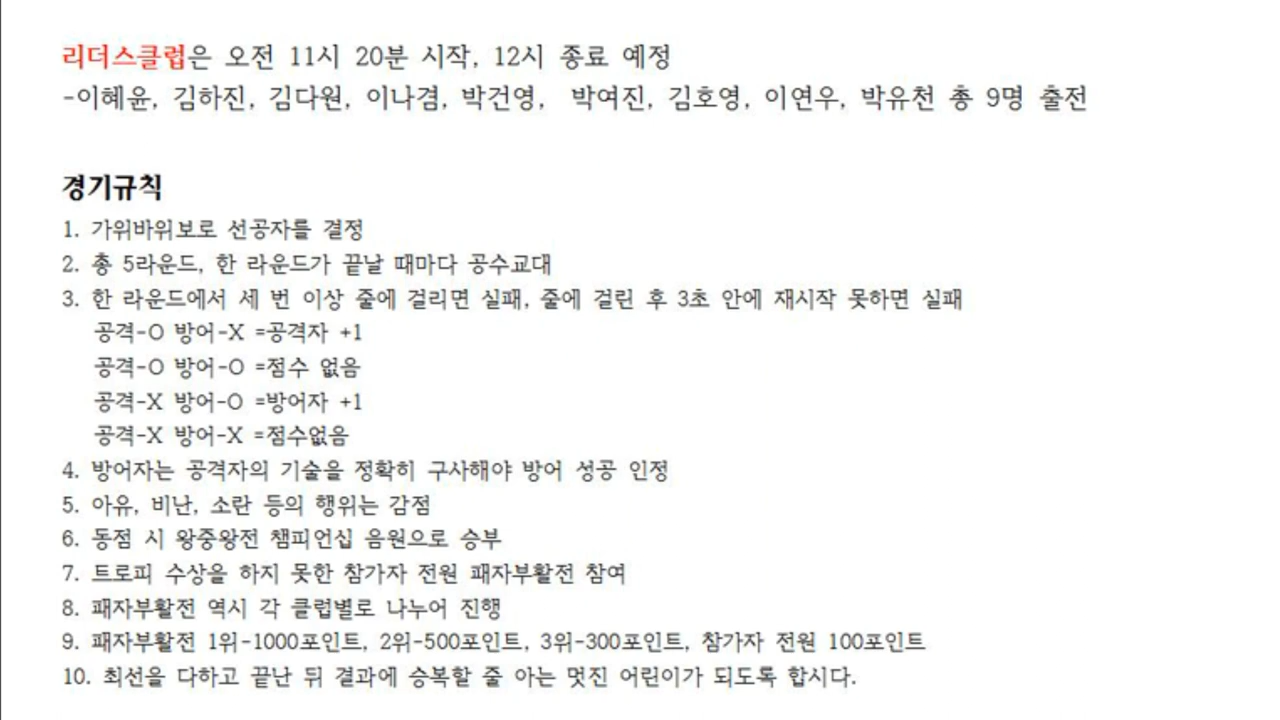 리더스클럽은 오전 11시 20분 시작, 12시 종료 예정
-이혜윤, 김하진, 김다원, 이나겸, 박건영, 박여진, 김호영, 이연우, 박유천 총 9명 출전
경기규칙
1. 가위바위보로 선공자를 결정
2. 총 5라운드, 한 라운드가 끝날 때마다 공수교대
3. 한 라운드에서 세 번 이상 줄에 걸리면 실패, 줄에 걸린 후 3초 안에 재시작 못하면 실패
공격-O 방어-X =공격자 +1
공격-O 방어-O =점수 없음
공격-X 방어-O =방어자 +1
공격-X 방어-X =점수없음
4. 방어자는 공격자의 기술을 정확히 구사해야 방어 성공 인정
5. 아유, 비난, 소란 등의 행위는 감점
6. 동점 시 왕중왕전 챔피언십 음원으로 승부
7. 트로피 수상을 하지 못한 참가자 전원 패자부활전 참여
8. 패자부활전 역시 각 클럽별로 나누어 진행
9. 패자부활전 1위-1000포인트, 2위-500포인트, 3위-300포인트, 참가자 전원 100포인트
10. 최선을 다하고 끝난 뒤 결과에 승복할 줄 아는 멋진 어린이가 되도록 합시다.